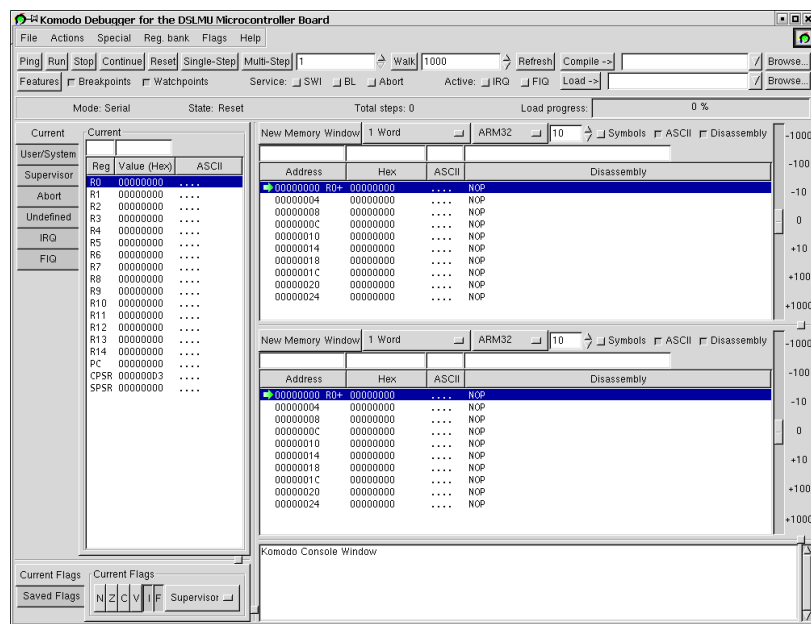 Komodo Debugger for the DSLMU Microcontroller Board
File Actions Special Reg. bank Flags Help
Ping Run Stop Continue Reset Single-Step Multi-Step 1 Walk 1000 Refresh Compile -> Browse...
Features Breakpoints Watchpoints Service: SWI BL Abort Active: IRQ FIQ Load -> Browse...
Mode: Serial State: Reset Total steps: 0 Load progress: 0 %
Current
User/System
Supervisor
Abort
Undefined
IRQ
FIQ
Current
Reg Value (Hex) ASCII
R0 00000000 ....
R1 00000000 ....
R2 00000000 ....
R3 00000000 ....
R4 00000000 ....
R5 00000000 ....
R6 00000000 ....
R7 00000000 ....
R8 00000000 ....
R9 00000000 ....
R10 00000000 ....
R11 00000000 ....
R12 00000000 ....
R13 00000000 ....
R14 00000000 ....
PC 00000000 ....
CPSR 000000D3 ....
SPSR 00000000 ....
New Memory Window 1 Word ARM32 10 Symbols ASCII Disassembly
Address Hex ASCII Disassembly
00000000 R0+ 00000000 .... NOP
00000004 00000000 .... NOP
00000008 00000000 .... NOP
0000000C 00000000 .... NOP
00000010 00000000 .... NOP
00000014 00000000 .... NOP
00000018 00000000 .... NOP
0000001C 00000000 .... NOP
00000020 00000000 .... NOP
00000024 00000000 .... NOP
-1000
-100
-10
0
+10
+100
+1000
New Memory Window 1 Word ARM32 10 Symbols ASCII Disassembly
Address Hex ASCII Disassembly
00000000 R0+ 00000000 .... NOP
00000004 00000000 .... NOP
00000008 00000000 .... NOP
0000000C 00000000 .... NOP
00000010 00000000 .... NOP
00000014 00000000 .... NOP
00000018 00000000 .... NOP
0000001C 00000000 .... NOP
00000020 00000000 .... NOP
00000024 00000000 .... NOP
-1000
-100
-10
0
+10
+100
+1000
Komodo Console Window
Current Flags
Saved Flags
Current Flags
N Z C V I F Supervisor